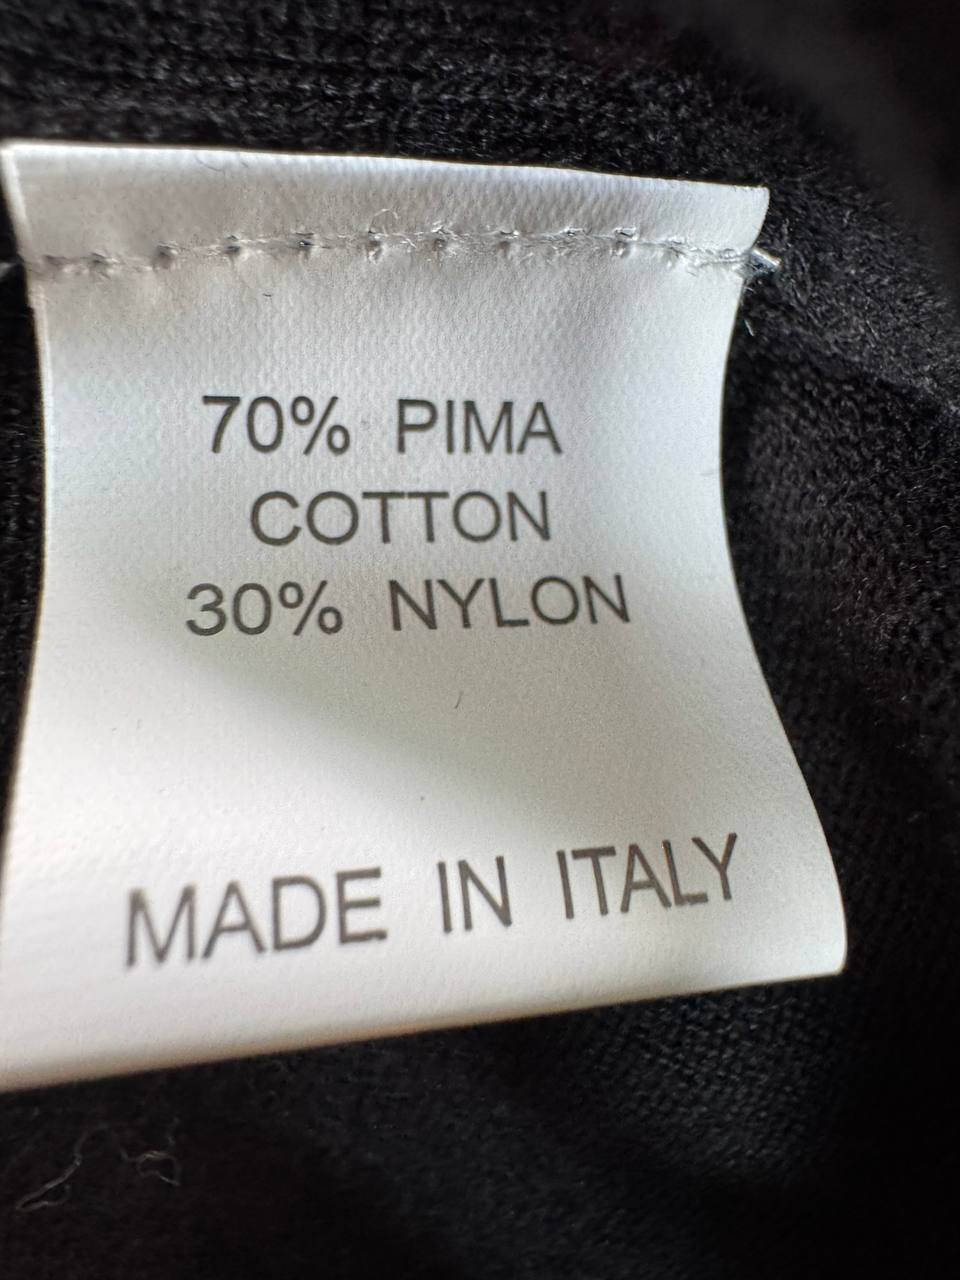 70% PIMA
COTTON
30% NYLON
MADE IN ITALY